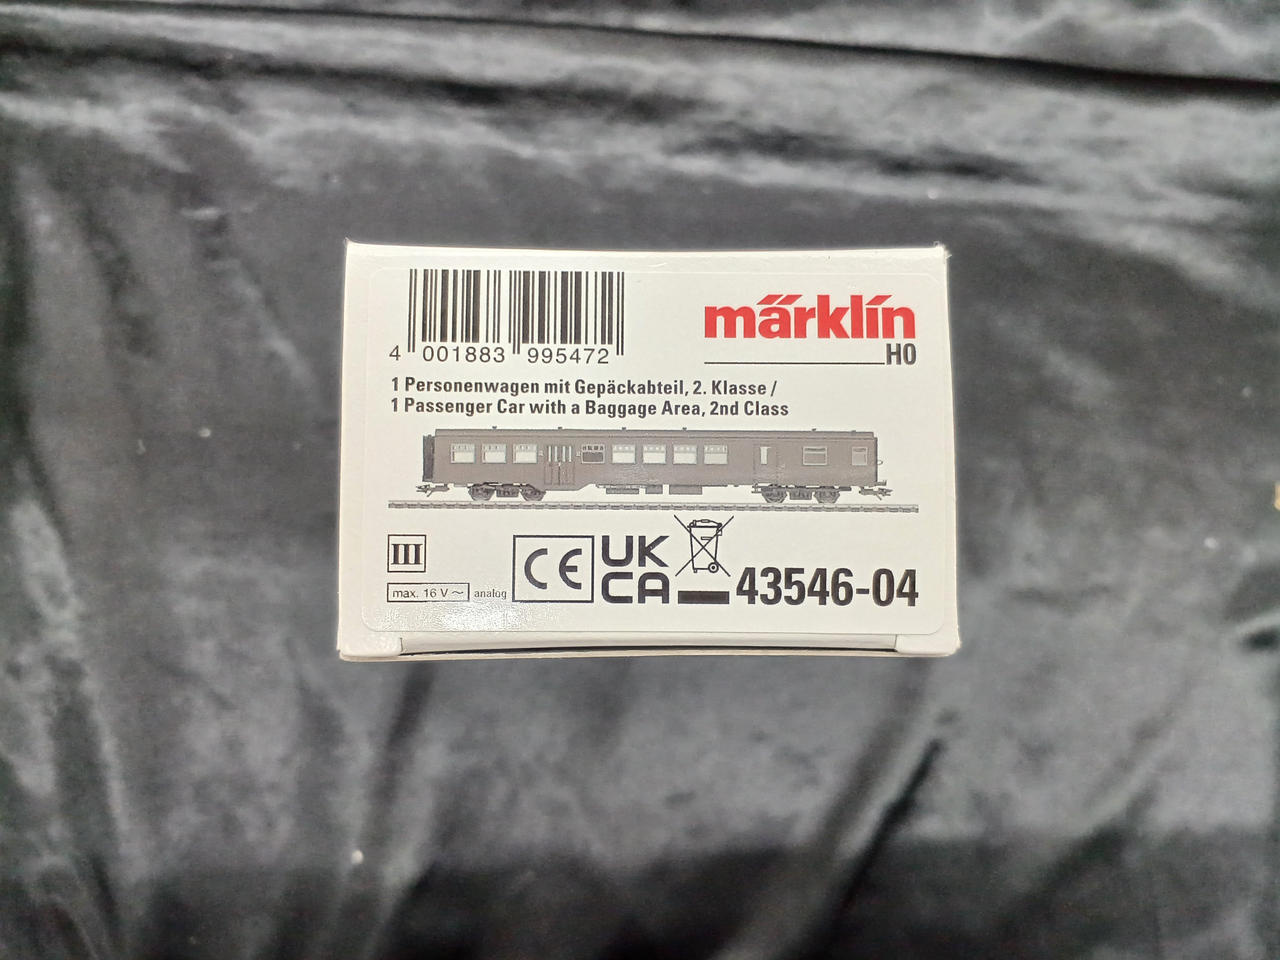 4 001883 995472
märklin
H0
1 Personenwagen mit Gepäckabteil, 2. Klasse /
1 Passenger Car with a Baggage Area, 2nd Class
III
max. 16 V ~ analog
CE
UK
CA
43546-04